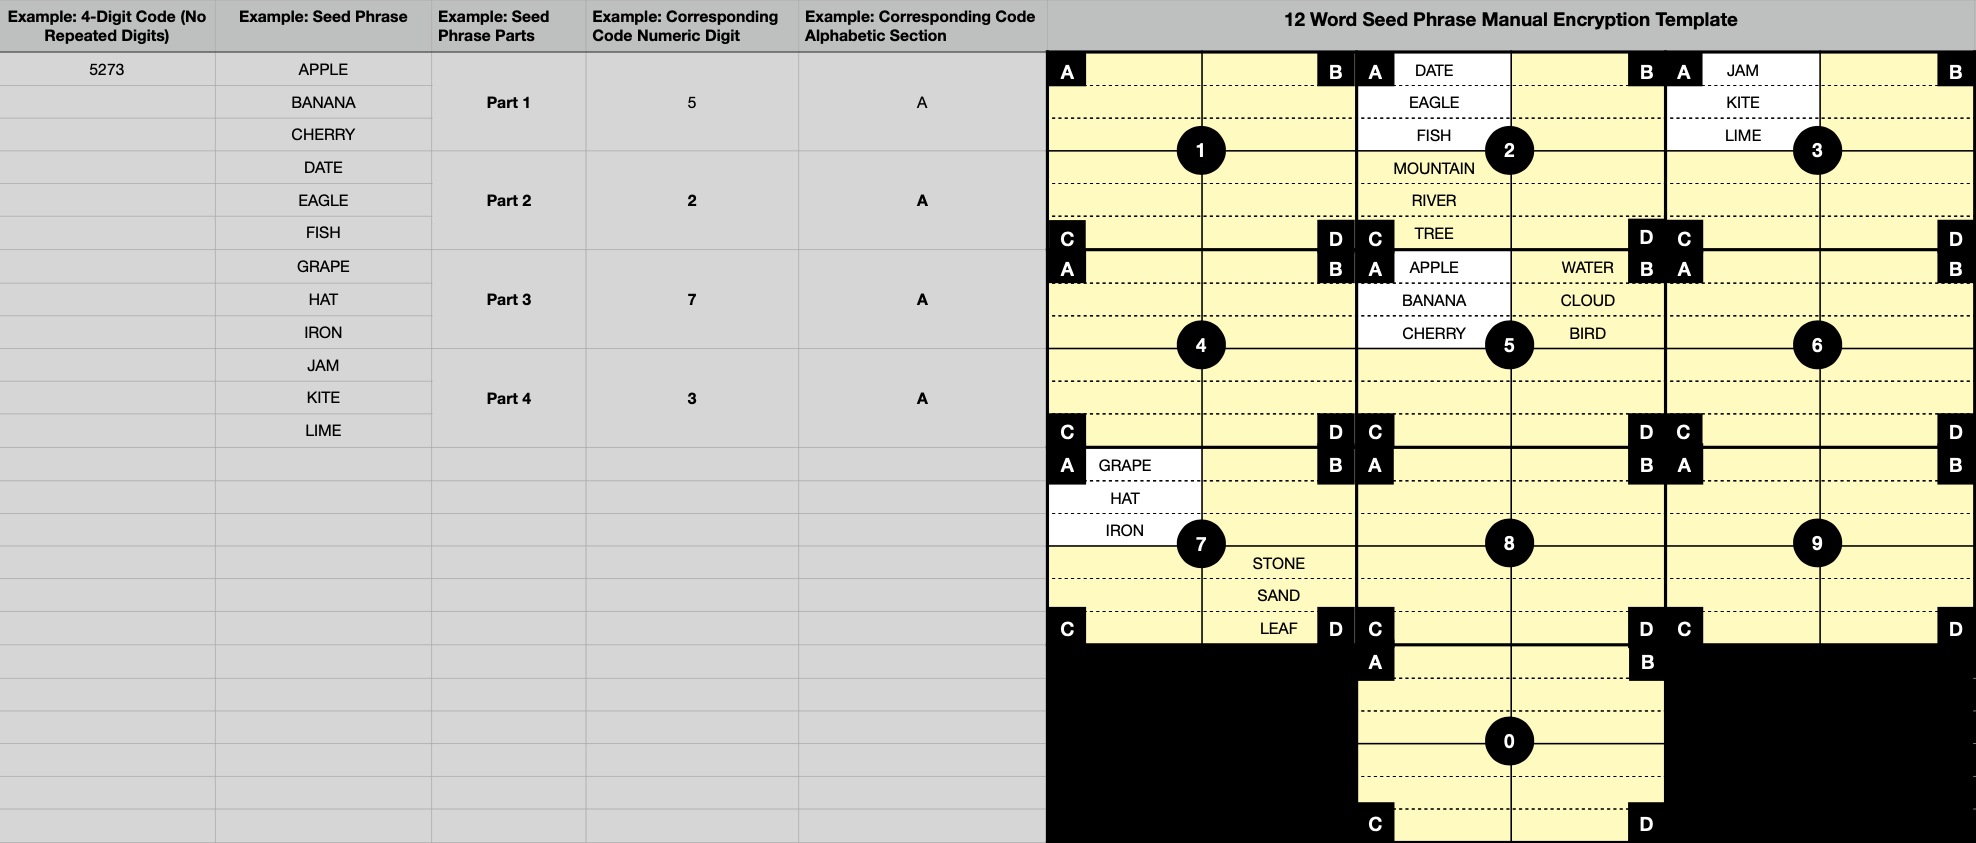 Example: 4-Digit Code (No Repeated Digits)
Example: Seed Phrase
Example: Seed Phrase Parts
Example: Corresponding Code Numeric Digit
Example: Corresponding Code Alphabetic Section
12 Word Seed Phrase Manual Encryption Template
5273
APPLE
BANANA
CHERRY
DATE
EAGLE
FISH
GRAPE
HAT
IRON
JAM
KITE
LIME
Part 1 5 A
Part 2 2 A
Part 3 7 A
Part 4 3 A
A B A DATE B A JAM B
EAGLE KITE
FISH LIME
1 2 3
MOUNTAIN
RIVER
C D C TREE D C D
A B A APPLE WATER B A B
BANANA CLOUD
CHERRY BIRD
4 5 6
C D C D C D
A GRAPE B A B A B
HAT
IRON
7 8 9
STONE
SAND
C LEAF D C D C D
A B
0
C D